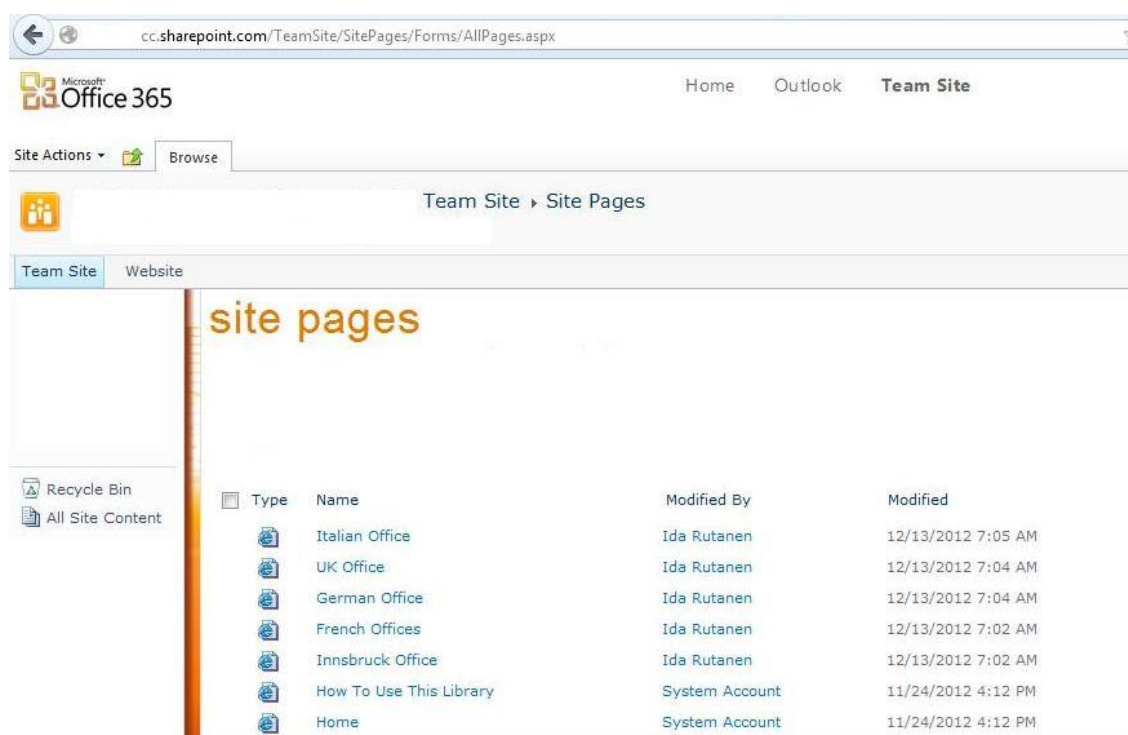 cc.sharepoint.com/TeamSite/SitePages/Forms/AllPages.aspx
Microsoft®
Office 365
Home Outlook Team Site
Site Actions Browse
Team Site ▸ Site Pages
Team Site Website
site pages
Recycle Bin
All Site Content
Type Name Modified By Modified
Italian Office Ida Rutanen 12/13/2012 7:05 AM
UK Office Ida Rutanen 12/13/2012 7:04 AM
German Office Ida Rutanen 12/13/2012 7:04 AM
French Offices Ida Rutanen 12/13/2012 7:02 AM
Innsbruck Office Ida Rutanen 12/13/2012 7:02 AM
How To Use This Library System Account 11/24/2012 4:12 PM
Home System Account 11/24/2012 4:12 PM